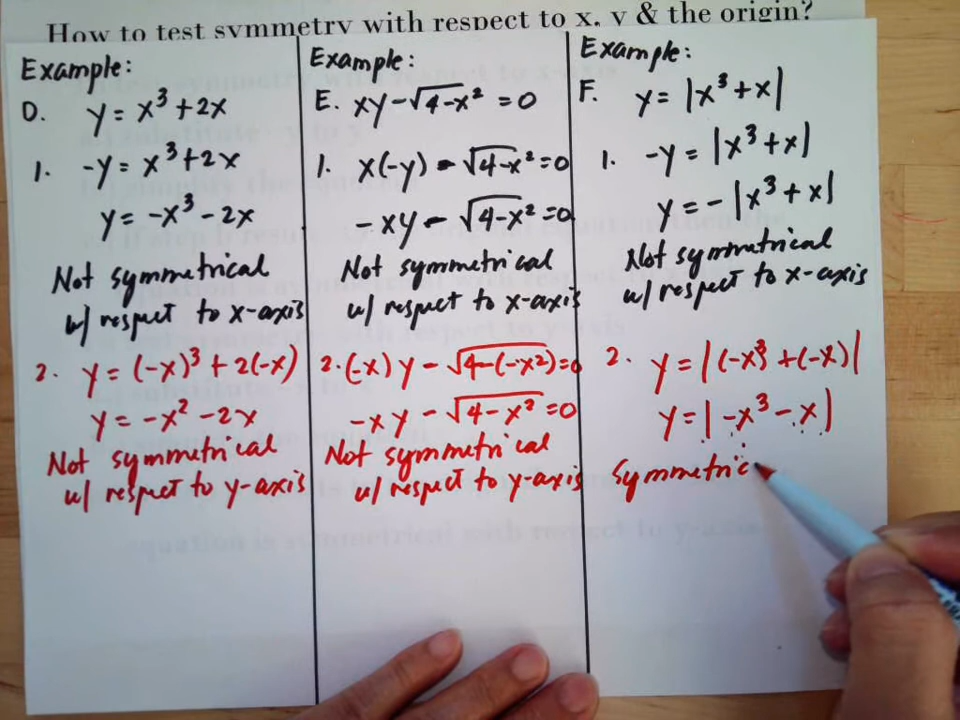 How to test symmetry with respect to x, y & the origin?
Example:
D. y = x³ + 2x
1. -y = x³ + 2x
y = -x³ - 2x
Not symmetrical
w/ respect to x-axis
2. y = (-x)³ + 2(-x)
y = -x² - 2x
Not symmetrical
w/ respect to y-axis
Example:
E. xy - √4-x² = 0
1. x(-y) - √4-x² = 0
-xy - √4-x² = 0
Not symmetrical
w/ respect to x-axis
2. (-x)y - √4-(-x²) = 0
-xy - √4-x² = 0
Not symmetrical
w/ respect to y-axis
Example:
F. y = |x³ + x|
1. -y = |x³ + x|
y = -|x³ + x|
Not symmetrical
w/ respect to x-axis
2. y = |(-x)³ + (-x)|
y = |-x³ - x|
Symmetric